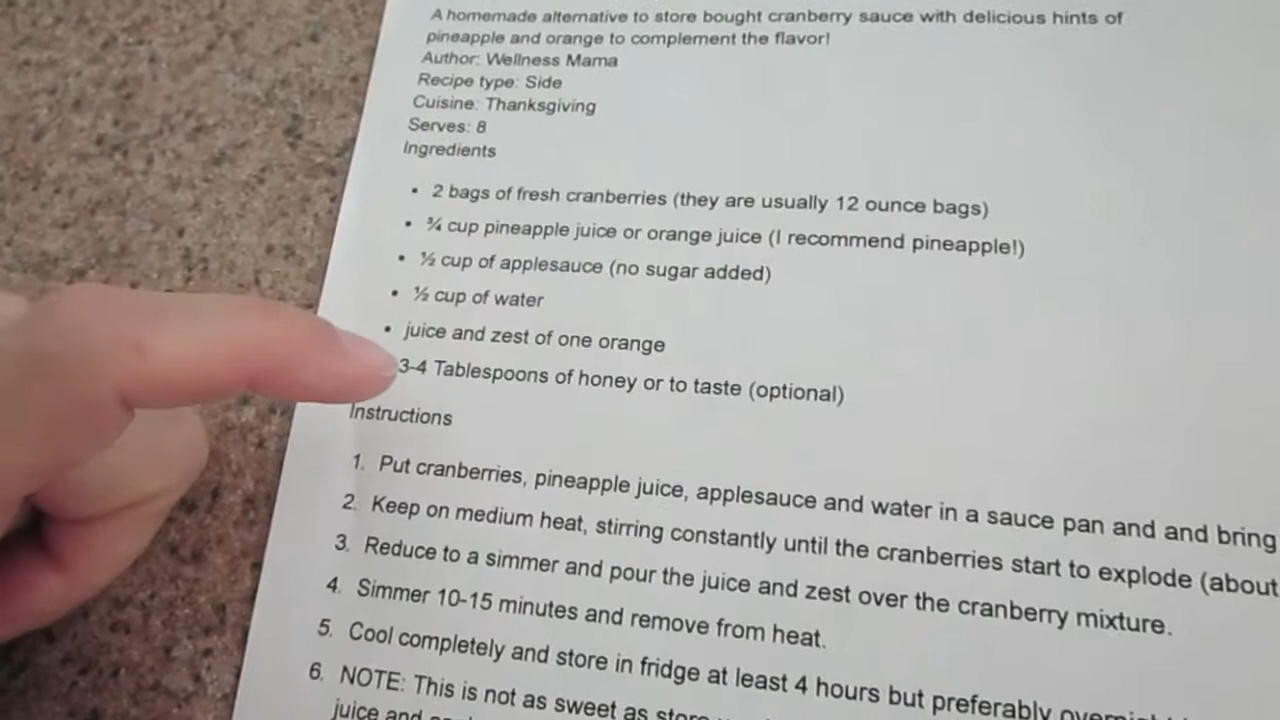 A homemade alternative to store bought cranberry sauce with delicious hints of
pineapple and orange to complement the flavor!
Author: Wellness Mama
Recipe type: Side
Cuisine: Thanksgiving
Serves: 8
Ingredients
• 2 bags of fresh cranberries (they are usually 12 ounce bags)
• ¾ cup pineapple juice or orange juice (I recommend pineapple!)
• ½ cup of applesauce (no sugar added)
• ½ cup of water
• juice and zest of one orange
3-4 Tablespoons of honey or to taste (optional)
Instructions
1. Put cranberries, pineapple juice, applesauce and water in a sauce pan and and bring
2. Keep on medium heat, stirring constantly until the cranberries start to explode (about
3. Reduce to a simmer and pour the juice and zest over the cranberry mixture.
4. Simmer 10-15 minutes and remove from heat.
5. Cool completely and store in fridge at least 4 hours but preferably
6. NOTE: This is not as sweet as
juice and